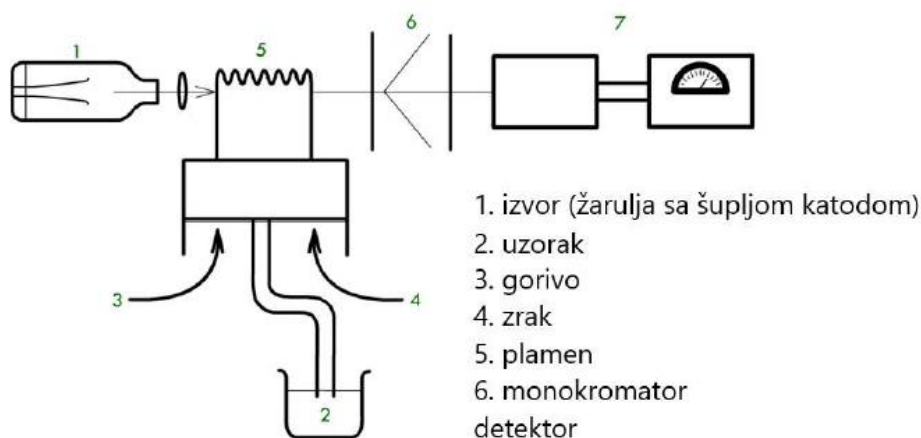 1
5
6
7
3
4
2
1. izvor (žarulja sa šupljom katodom)
2. uzorak
3. gorivo
4. zrak
5. plamen
6. monokromator
detektor